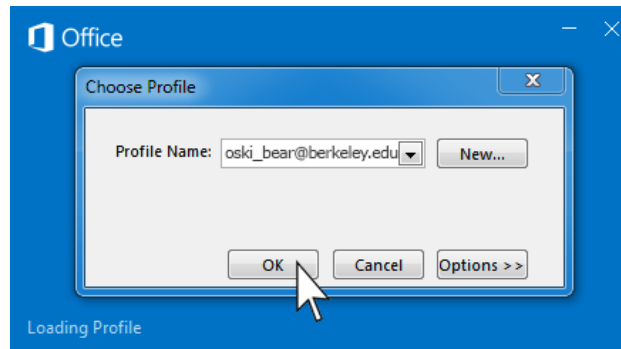 Office
Choose Profile
Profile Name: oski_bear@berkeley.edu New...
OK Cancel Options >>
Loading Profile